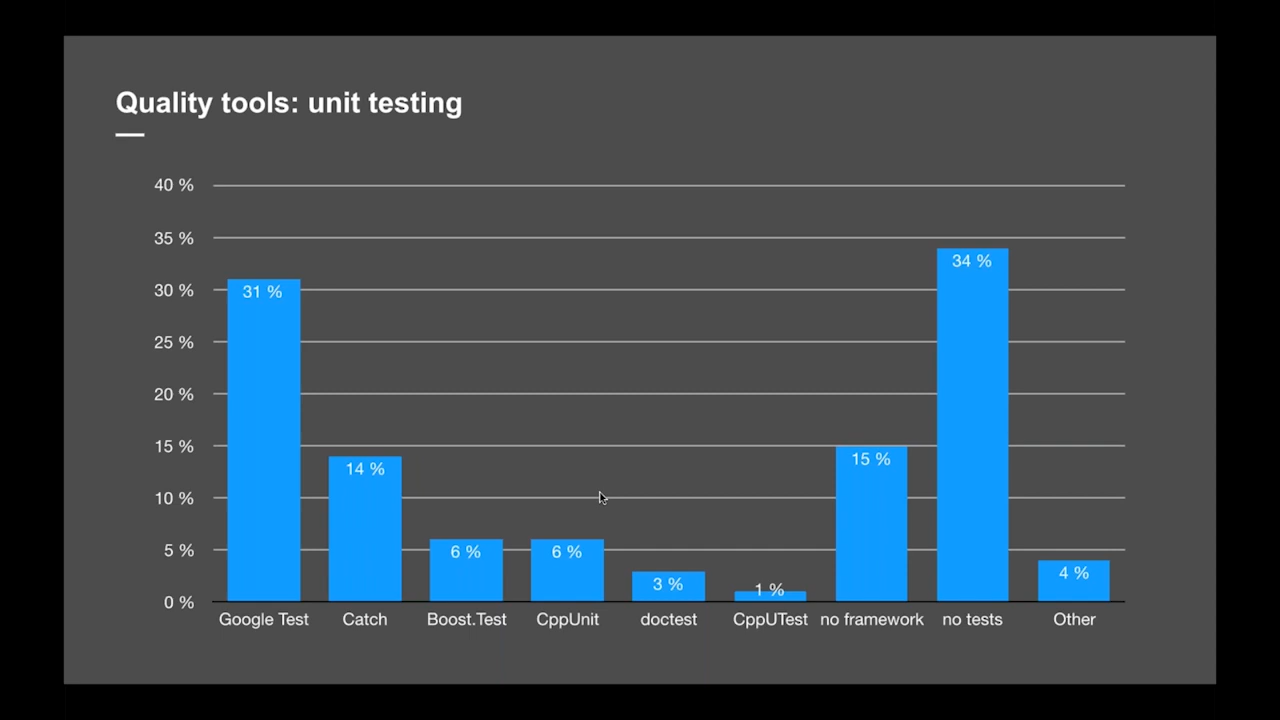 Quality tools: unit testing
40 %
35 %
30 %
25 %
20 %
15 %
10 %
5 %
0 %
31 %
14 %
6 %
6 %
3 %
1 %
15 %
34 %
4 %
Google Test
Catch
Boost.Test
CppUnit
doctest
CppUTest
no framework
no tests
Other